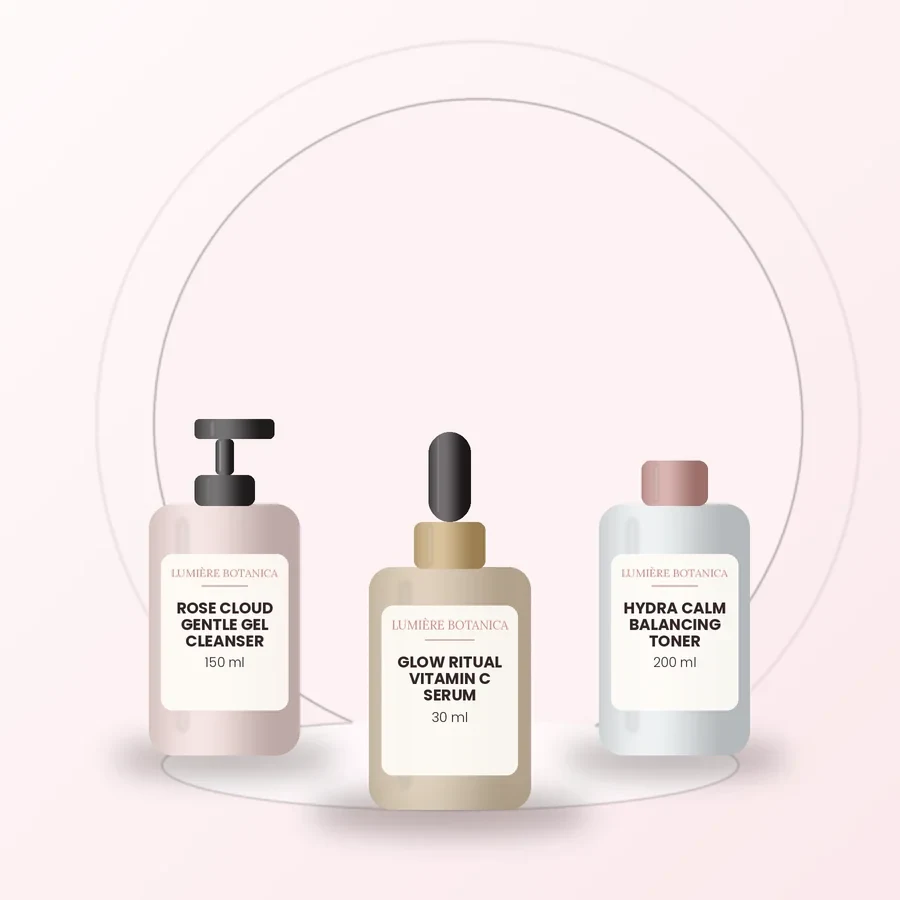 LUMIÈRE BOTANICA
ROSE CLOUD
GENTLE GEL
CLEANSER
150 ml
LUMIÈRE BOTANICA
GLOW RITUAL
VITAMIN C
SERUM
30 ml
LUMIÈRE BOTANICA
HYDRA CALM
BALANCING
TONER
200 ml